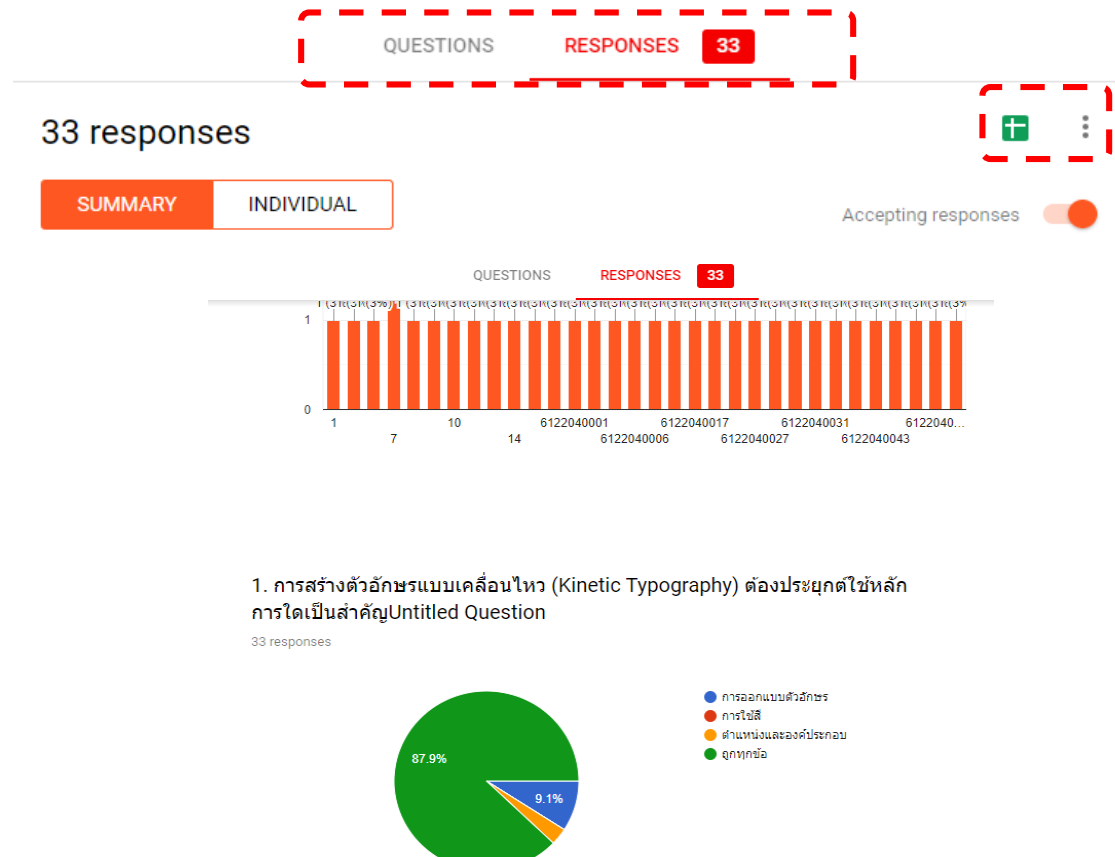 QUESTIONS RESPONSES 33
33 responses
SUMMARY INDIVIDUAL
Accepting responses
QUESTIONS RESPONSES 33
1
0
1 10 6122040001 6122040017 6122040031 6122040...
7 14 6122040006 6122040027 6122040043
1. การสร้างตัวอักษรแบบเคลื่อนไหว (Kinetic Typography) ต้องประยุกต์ใช้หลัก
การใดเป็นสำคัญUntitled Question
33 responses
การออกแบบตัวอักษร
การใช้สี
ตำแหน่งและองค์ประกอบ
ถูกทุกข้อ
87.9%
9.1%